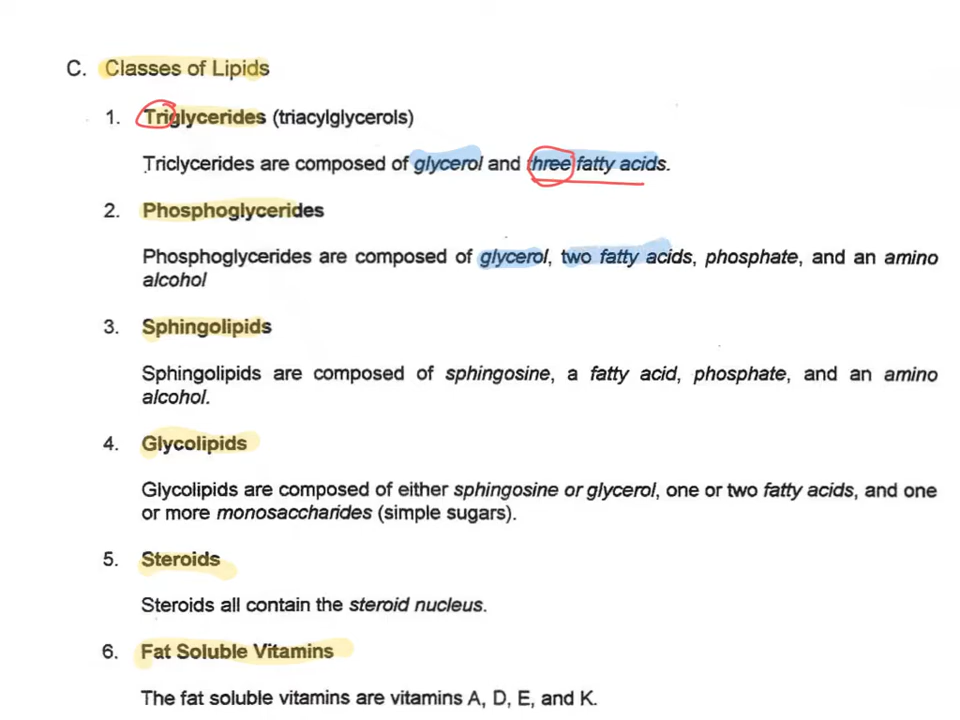 C. Classes of Lipids
1. Triglycerides (triacylglycerols)
Triclycerides are composed of glycerol and three fatty acids.
2. Phosphoglycerides
Phosphoglycerides are composed of glycerol, two fatty acids, phosphate, and an amino
alcohol
3. Sphingolipids
Sphingolipids are composed of sphingosine, a fatty acid, phosphate, and an amino
alcohol.
4. Glycolipids
Glycolipids are composed of either sphingosine or glycerol, one or two fatty acids, and one
or more monosaccharides (simple sugars).
5. Steroids
Steroids all contain the steroid nucleus.
6. Fat Soluble Vitamins
The fat soluble vitamins are vitamins A, D, E, and K.